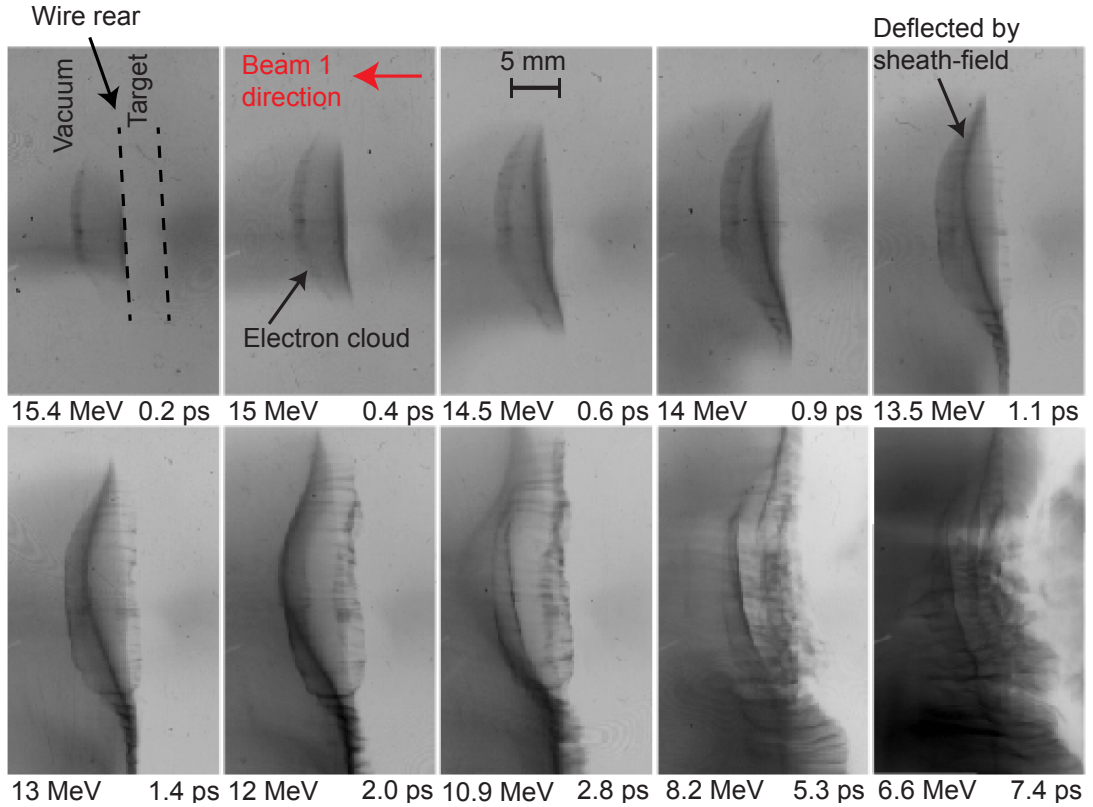 Wire rear
Vacuum
Target
Beam 1
direction
Electron cloud
5 mm
Deflected by
sheath-field
15.4 MeV 0.2 ps
15 MeV 0.4 ps
14.5 MeV 0.6 ps
14 MeV 0.9 ps
13.5 MeV 1.1 ps
13 MeV 1.4 ps
12 MeV 2.0 ps
10.9 MeV 2.8 ps
8.2 MeV 5.3 ps
6.6 MeV 7.4 ps